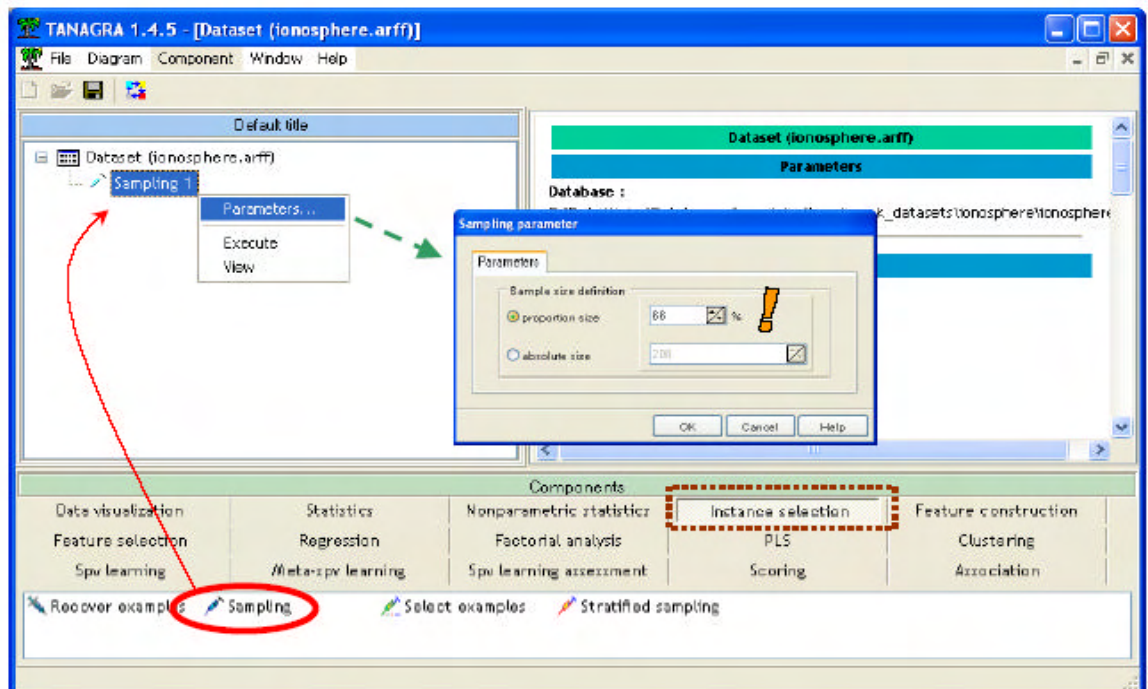 TANAGRA 1.4.5 - [Dataset (ionosphere.arff)]
File Diagram Component Window Help
Default title
Dataset (ionosphere.arff)
Sampling 1
Parameters...
Execute
View
Dataset (ionosphere.arff)
Parameters
Database :
k_datasets\ionosphere\ionosphere
Sampling parameter
Parameters
Sample size definition
proportion size 66 %
absolute size
OK Cancel Help
Components
Data visualization Statistics Nonparametric statistics Instance selection Feature construction
Feature selection Regression Factorial analysis PLS Clustering
Spv learning Meta-spv learning Spv learning assessment Scoring Association
Recover examples Sampling Select examples Stratified sampling